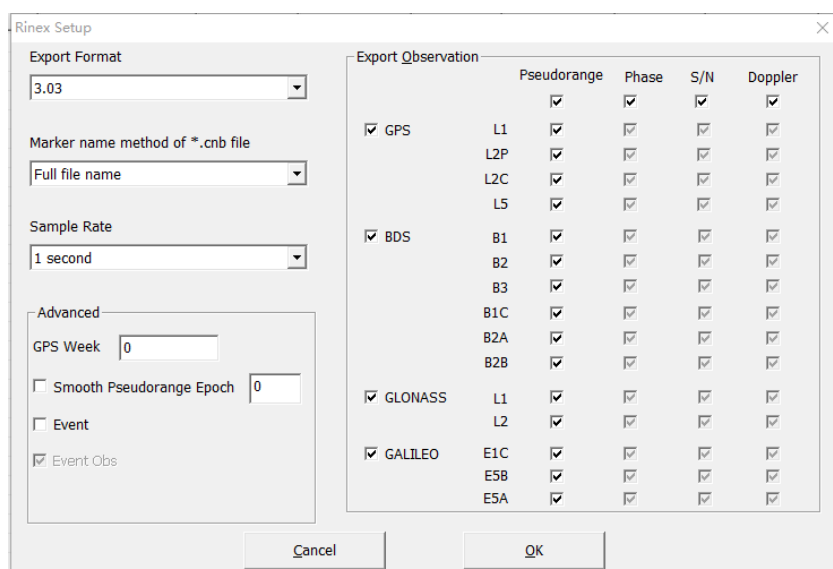 Rinex Setup
Export Format
3.03
Marker name method of *.cnb file
Full file name
Sample Rate
1 second
Advanced
GPS Week 0
Smooth Pseudorange Epoch 0
Event
Event Obs
Export Observation
Pseudorange Phase S/N Doppler
GPS L1
L2P
L2C
L5
BDS B1
B2
B3
B1C
B2A
B2B
GLONASS L1
L2
GALILEO E1C
E5B
E5A
Cancel OK